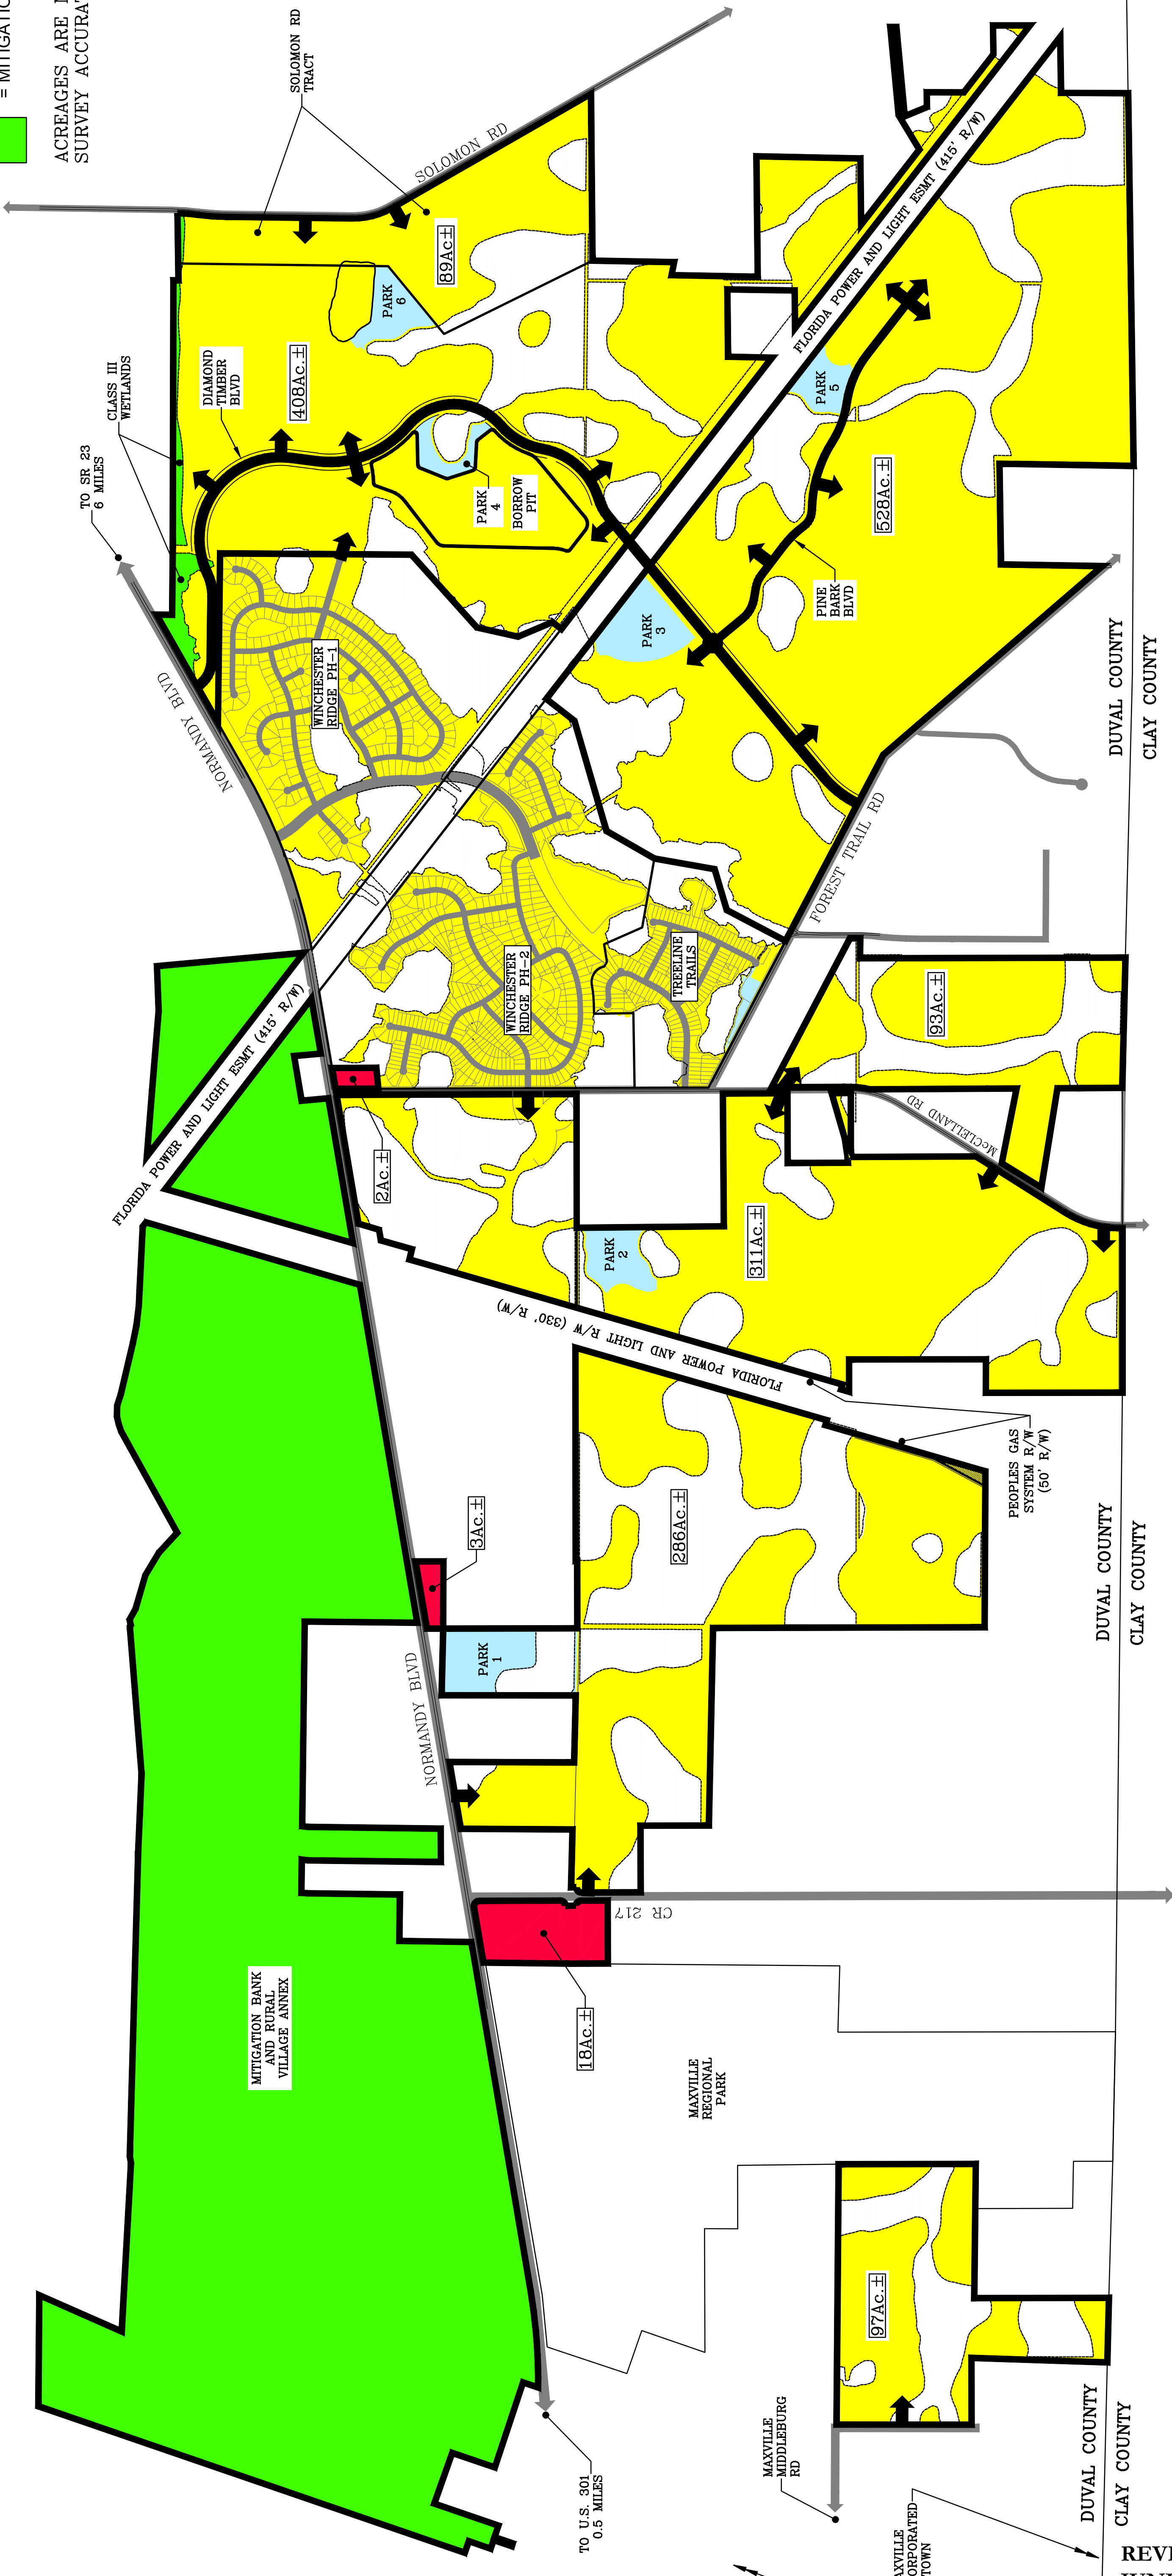 = MITIGATIO
ACREAGES ARE
SURVEY ACCURAT
SOLOMON RD
TRACT
SOLOMON RD
89Ac±
PARK
6
CLASS III
WETLANDS
DIAMOND
TIMBER
BLVD
408Ac.±
TO SR 23
6 MILES
PARK
4
BORROW
PIT
FLORIDA POWER AND LIGHT ESMT (415' R/W)
PARK
5
528Ac.±
PINE
BARK
BLVD
PARK
3
WINCHESTER
RIDGE PH-1
NORMANDY BLVD
DUVAL COUNTY
CLAY COUNTY
FOREST TRAIL RD
WINCHESTER
RIDGE PH-2
TREELINE
TRAILS
93Ac.±
FLORIDA POWER AND LIGHT ESMT (415' R/W)
2Ac.±
McCLELLAND RD
PARK
2
311Ac.±
FLORIDA POWER AND LIGHT R/W (330' R/W)
PEOPLES GAS
SYSTEM R/W
(50' R/W)
3Ac.±
286Ac.±
DUVAL COUNTY
CLAY COUNTY
PARK
1
NORMANDY BLVD
CR 217
18Ac.±
MITIGATION BANK
AND RURAL
VILLAGE ANNEX
MAXVILLE
REGIONAL
PARK
97Ac.±
TO U.S. 301
0.5 MILES
MAXVILLE
MIDDLEBURG
RD
DUVAL COUNTY
CLAY COUNTY
AXVILLE
ORPORATED
TOWN
REVI